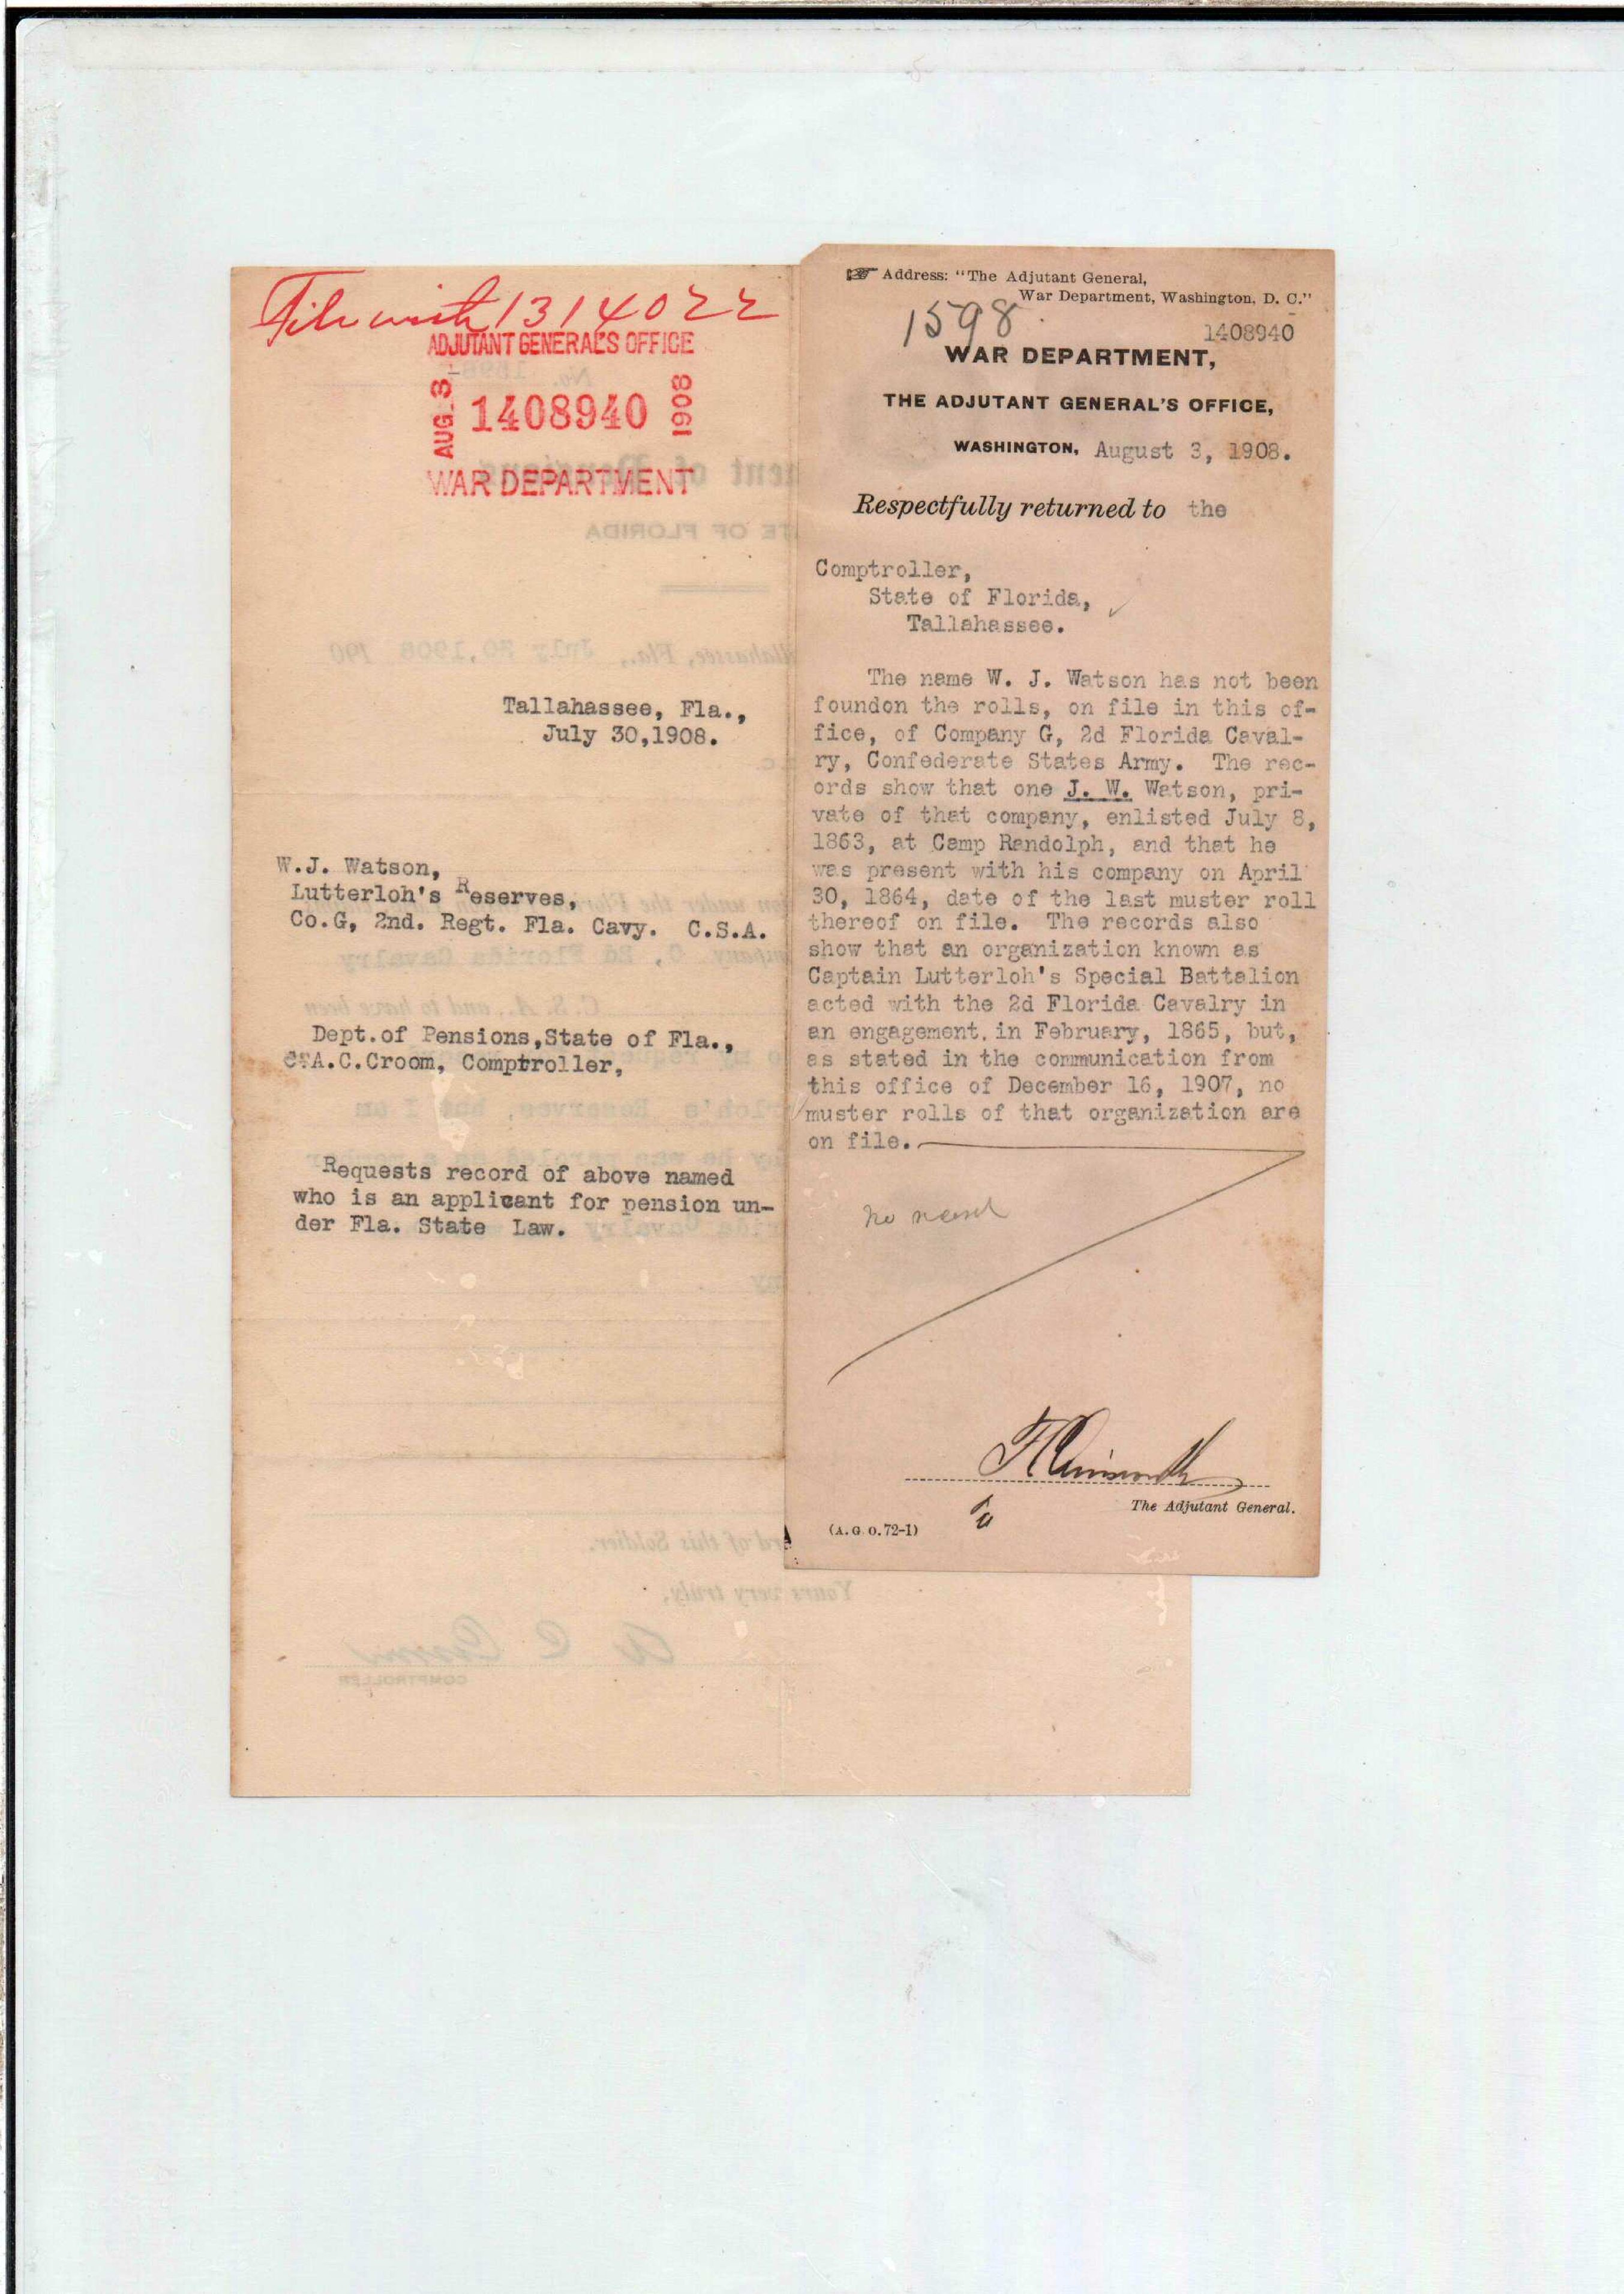 File with 1314022
ADJUTANT GENERAL'S OFFICE
AUG. 3 1408940 1908
WAR DEPARTMENT
Tallahassee, Fla.,
July 30,1908.
W.J. Watson,
Lutterloh's Reserves,
Co.G, 2nd. Regt. Fla. Cavy. C.S.A.
Dept.of Pensions,State of Fla.,
A.C.Croom, Comptroller,
Requests record of above named
who is an applicant for pension un-
der Fla. State Law.
Address: "The Adjutant General,
War Department, Washington, D. C."
1598
1408940
WAR DEPARTMENT,
THE ADJUTANT GENERAL'S OFFICE,
WASHINGTON, August 3, 1908.
Respectfully returned to the
Comptroller,
State of Florida,
Tallahassee.
The name W. J. Watson has not been
foundon the rolls, on file in this of-
fice, of Company G, 2d Florida Caval-
ry, Confederate States Army. The rec-
ords show that one J. W. Watson, pri-
vate of that company, enlisted July 8,
1863, at Camp Randolph, and that he
was present with his company on April
30, 1864, date of the last muster roll
thereof on file. The records also
show that an organization known as
Captain Lutterloh's Special Battalion
acted with the 2d Florida Cavalry in
an engagement in February, 1865, but,
as stated in the communication from
this office of December 16, 1907, no
muster rolls of that organization are
on file.
No record
F C Ainsworth
The Adjutant General.
(A.G.O.72-1)